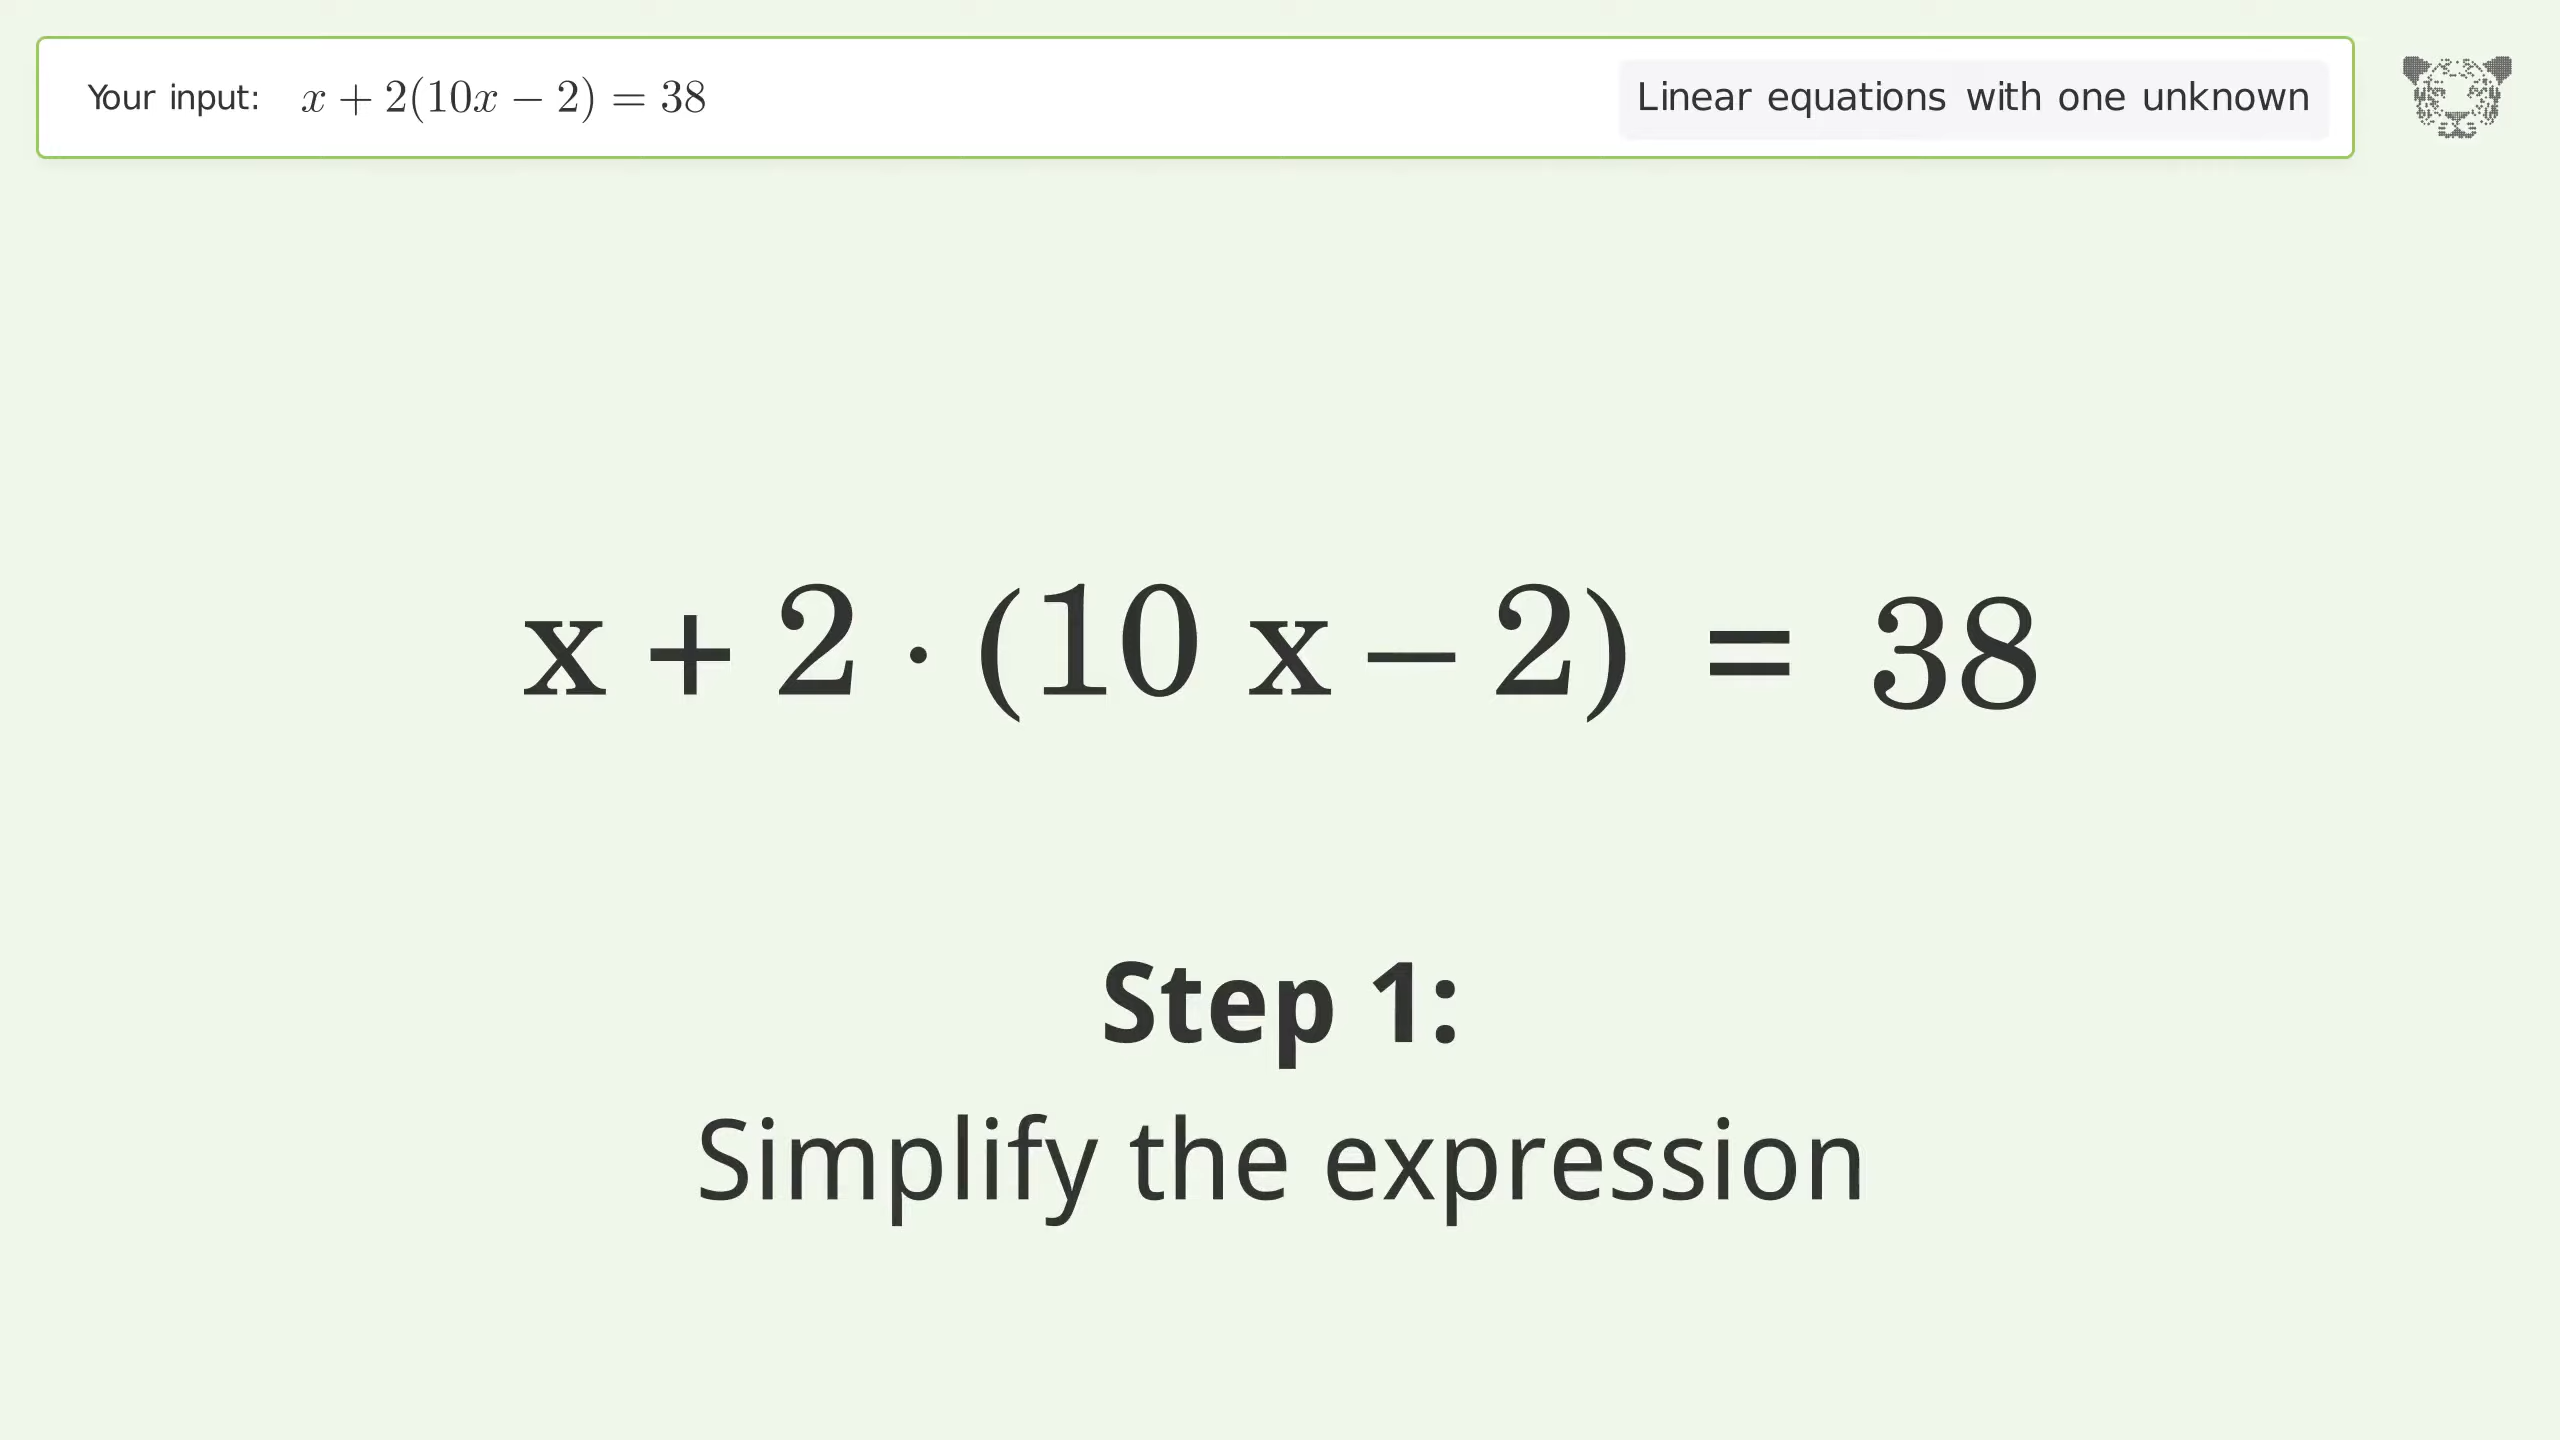 Your input: x + 2(10x − 2) = 38
Linear equations with one unknown
x + 2 · (10 x − 2) = 38
Step 1:
Simplify the expression